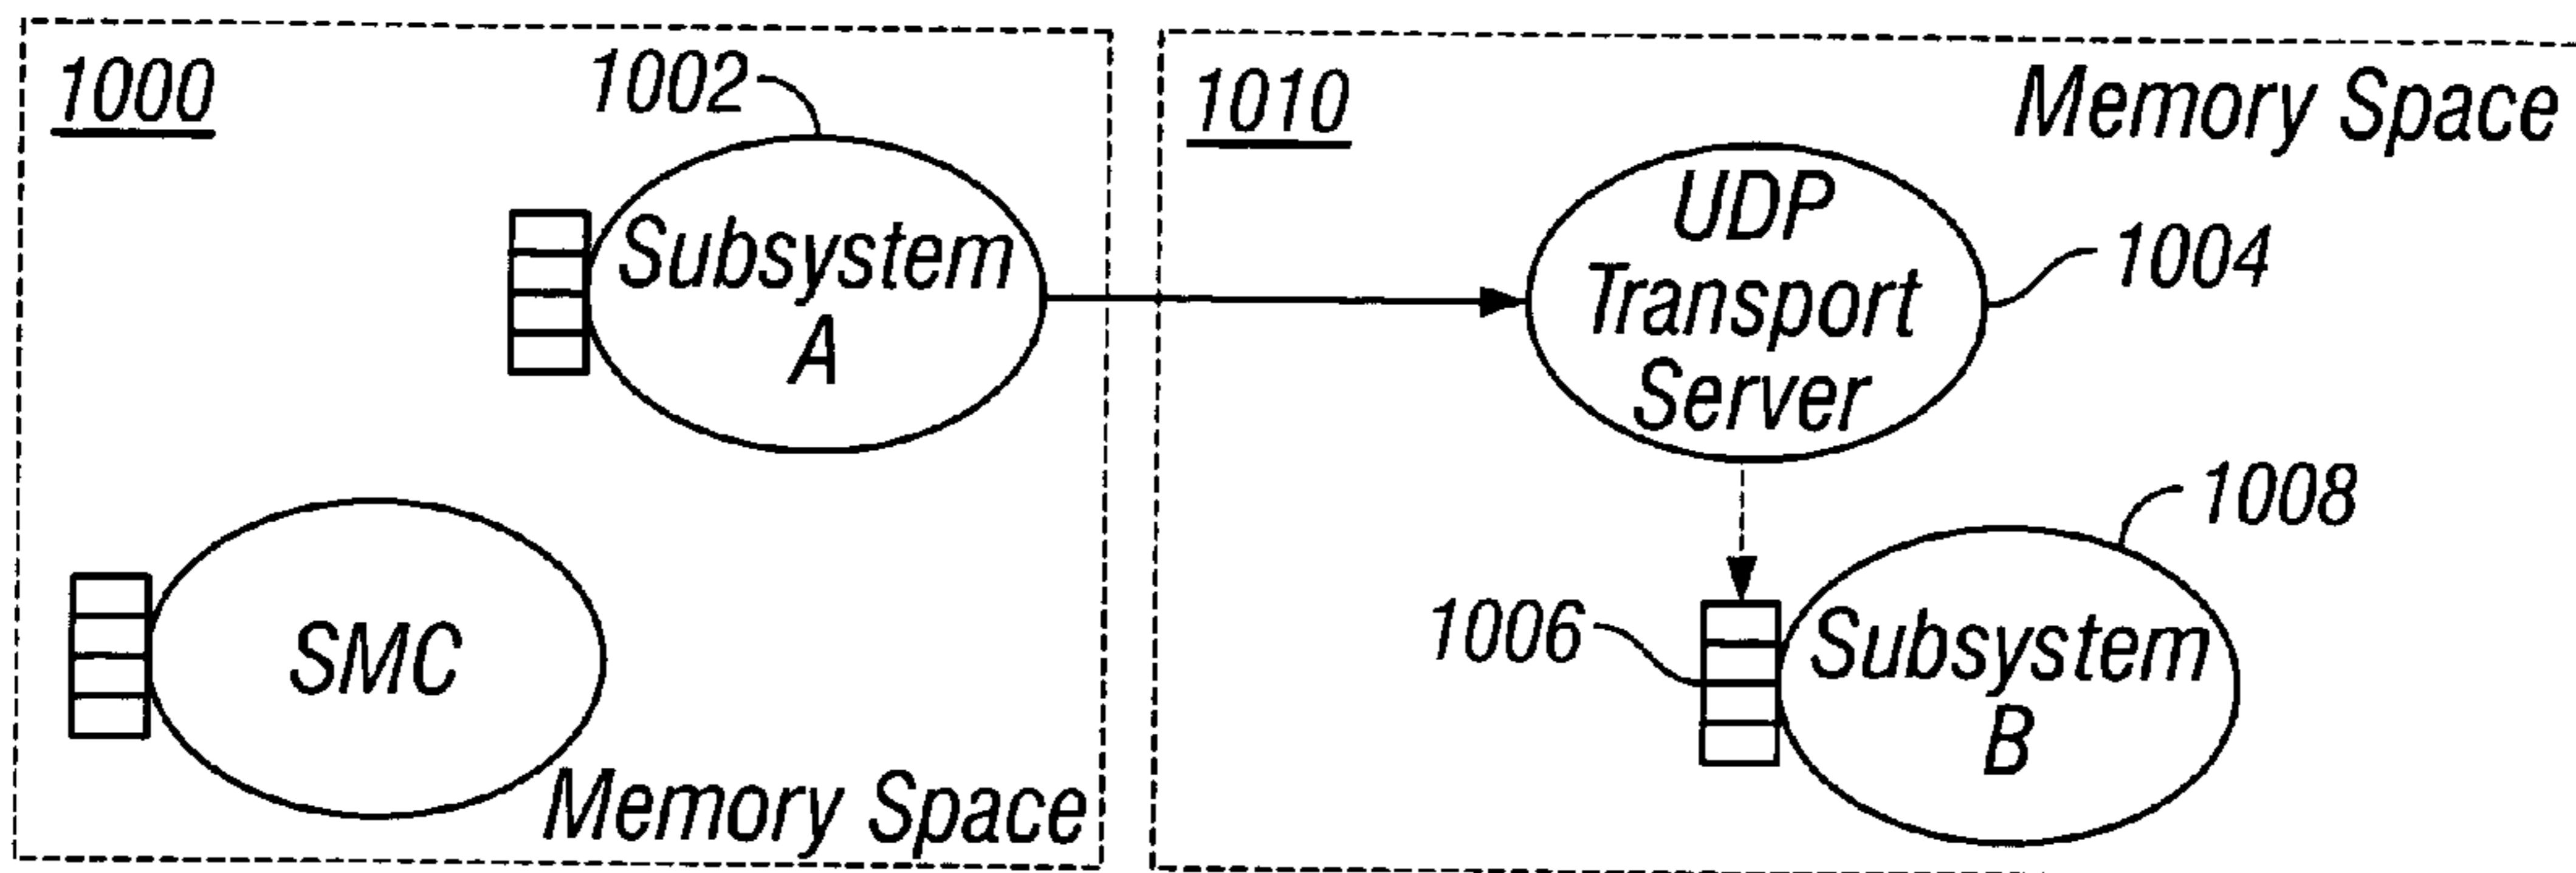 1000
1002
Subsystem
A
SMC
Memory Space
1010
Memory Space
UDP
Transport
Server
1004
1008
1006
Subsystem
B